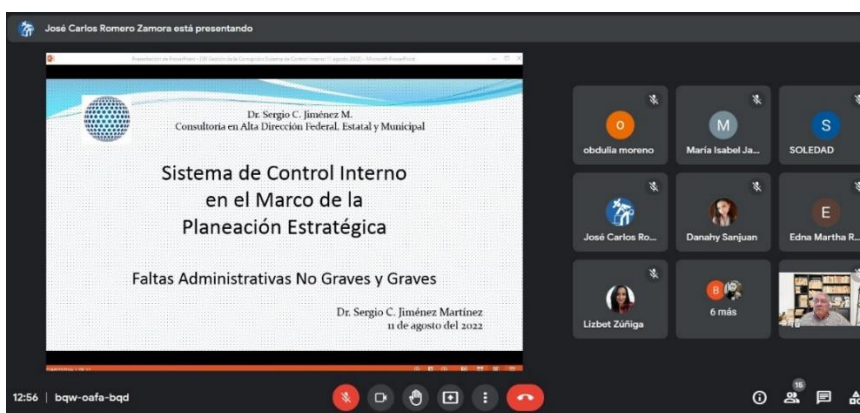 José Carlos Romero Zamora está presentando
Dr. Sergio C. Jiménez M.
Consultoría en Alta Dirección Federal, Estatal y Municipal
Sistema de Control Interno
en el Marco de la
Planeación Estratégica
Faltas Administrativas No Graves y Graves
Dr. Sergio C. Jiménez Martínez
11 de agosto del 2022
O
M
S
obdulia moreno
María Isabel Ja...
SOLEDAD
E
José Carlos Ro...
Danahy Sanjuan
Edna Martha R...
B
Lizbet Zúñiga
6 más
12:56 | bqw-oafa-bqd